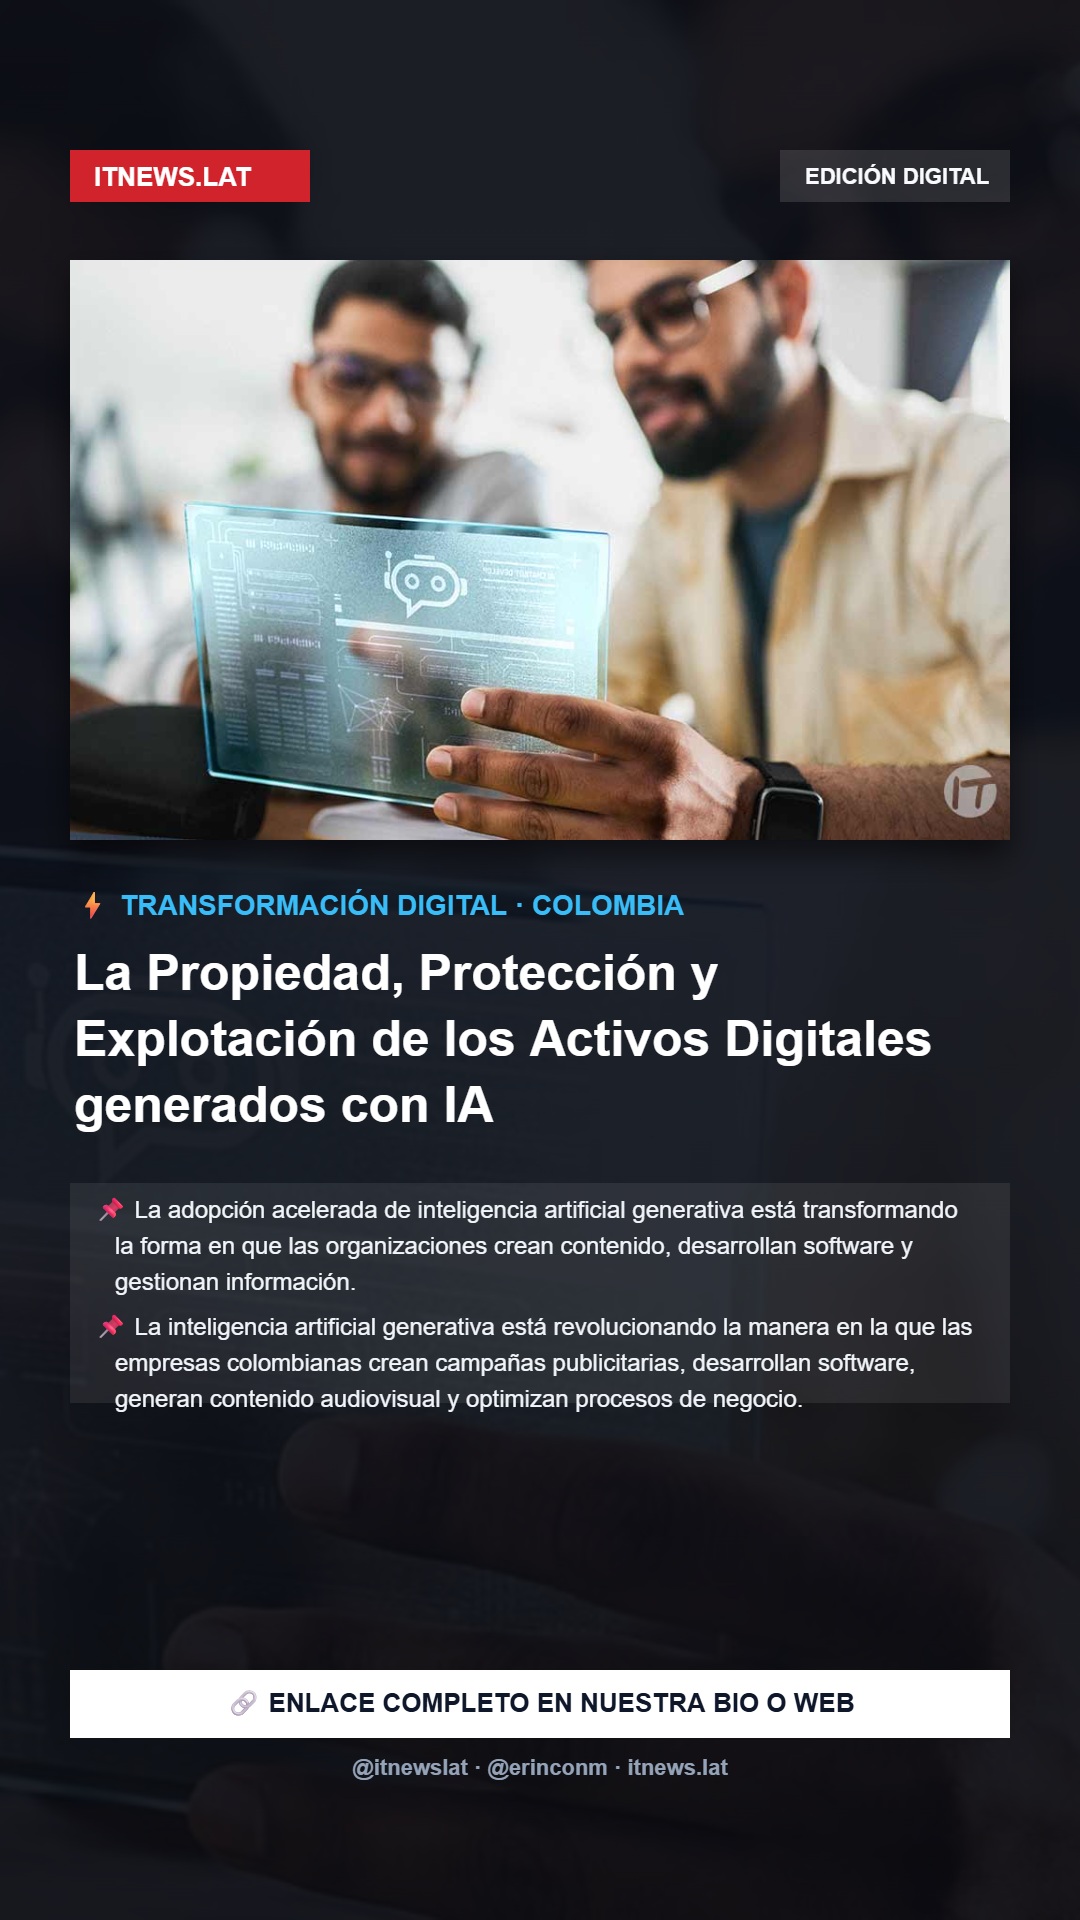 ITNEWS.LAT
EDICIÓN DIGITAL
IT
TRANSFORMACIÓN DIGITAL · COLOMBIA
La Propiedad, Protección y
Explotación de los Activos Digitales
generados con IA
La adopción acelerada de inteligencia artificial generativa está transformando
la forma en que las organizaciones crean contenido, desarrollan software y
gestionan información.
La inteligencia artificial generativa está revolucionando la manera en la que las
empresas colombianas crean campañas publicitarias, desarrollan software,
generan contenido audiovisual y optimizan procesos de negocio.
ENLACE COMPLETO EN NUESTRA BIO O WEB
@itnewslat · @erinconm · itnews.lat